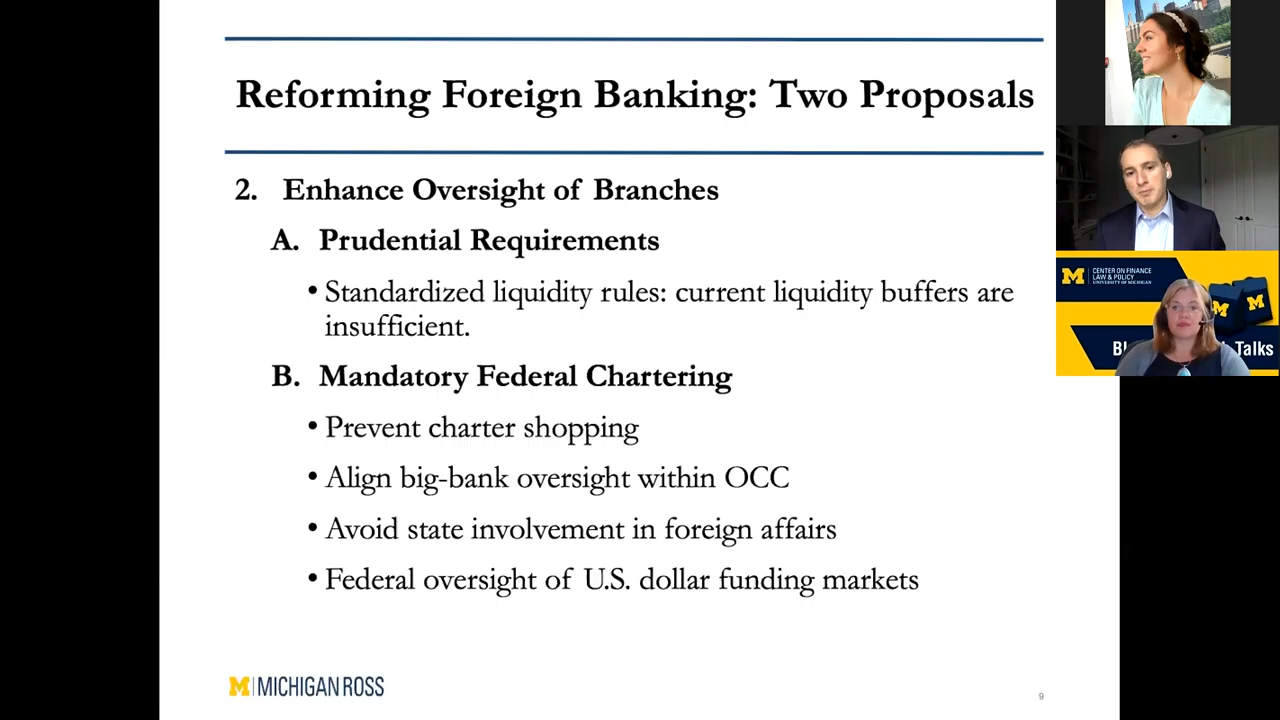 Reforming Foreign Banking: Two Proposals
2. Enhance Oversight of Branches
A. Prudential Requirements
• Standardized liquidity rules: current liquidity buffers are
insufficient.
B. Mandatory Federal Chartering
• Prevent charter shopping
• Align big-bank oversight within OCC
• Avoid state involvement in foreign affairs
• Federal oversight of U.S. dollar funding markets
M MICHIGAN ROSS
9
M CENTER ON FINANCE
LAW & POLICY
UNIVERSITY OF MICHIGAN
M M
Talks